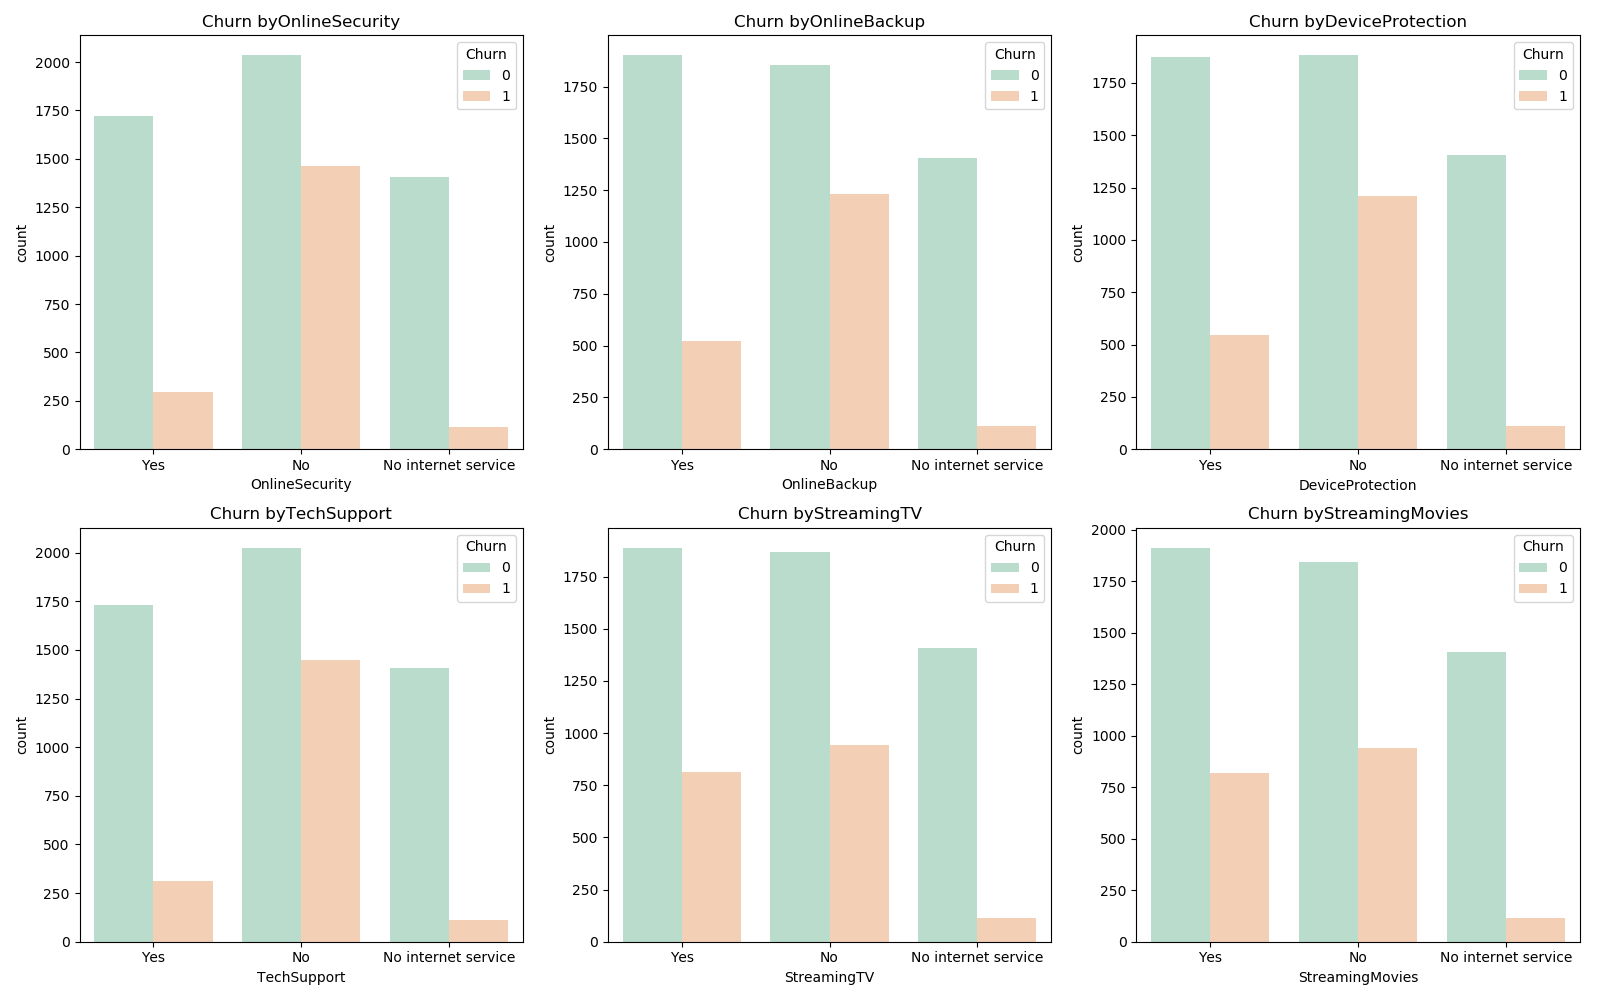 Churn byOnlineSecurity
Churn
0
1
2000
1750
1500
1250
1000
750
500
250
0
count
Yes No No internet service
OnlineSecurity
Churn byOnlineBackup
Churn
0
1
1750
1500
1250
1000
750
500
250
0
count
Yes No No internet service
OnlineBackup
Churn byDeviceProtection
Churn
0
1
1750
1500
1250
1000
750
500
250
0
count
Yes No No internet service
DeviceProtection
Churn byTechSupport
Churn
0
1
2000
1750
1500
1250
1000
750
500
250
0
count
Yes No No internet service
TechSupport
Churn byStreamingTV
Churn
0
1
1750
1500
1250
1000
750
500
250
0
count
Yes No No internet service
StreamingTV
Churn byStreamingMovies
Churn
0
1
2000
1750
1500
1250
1000
750
500
250
0
count
Yes No No internet service
StreamingMovies